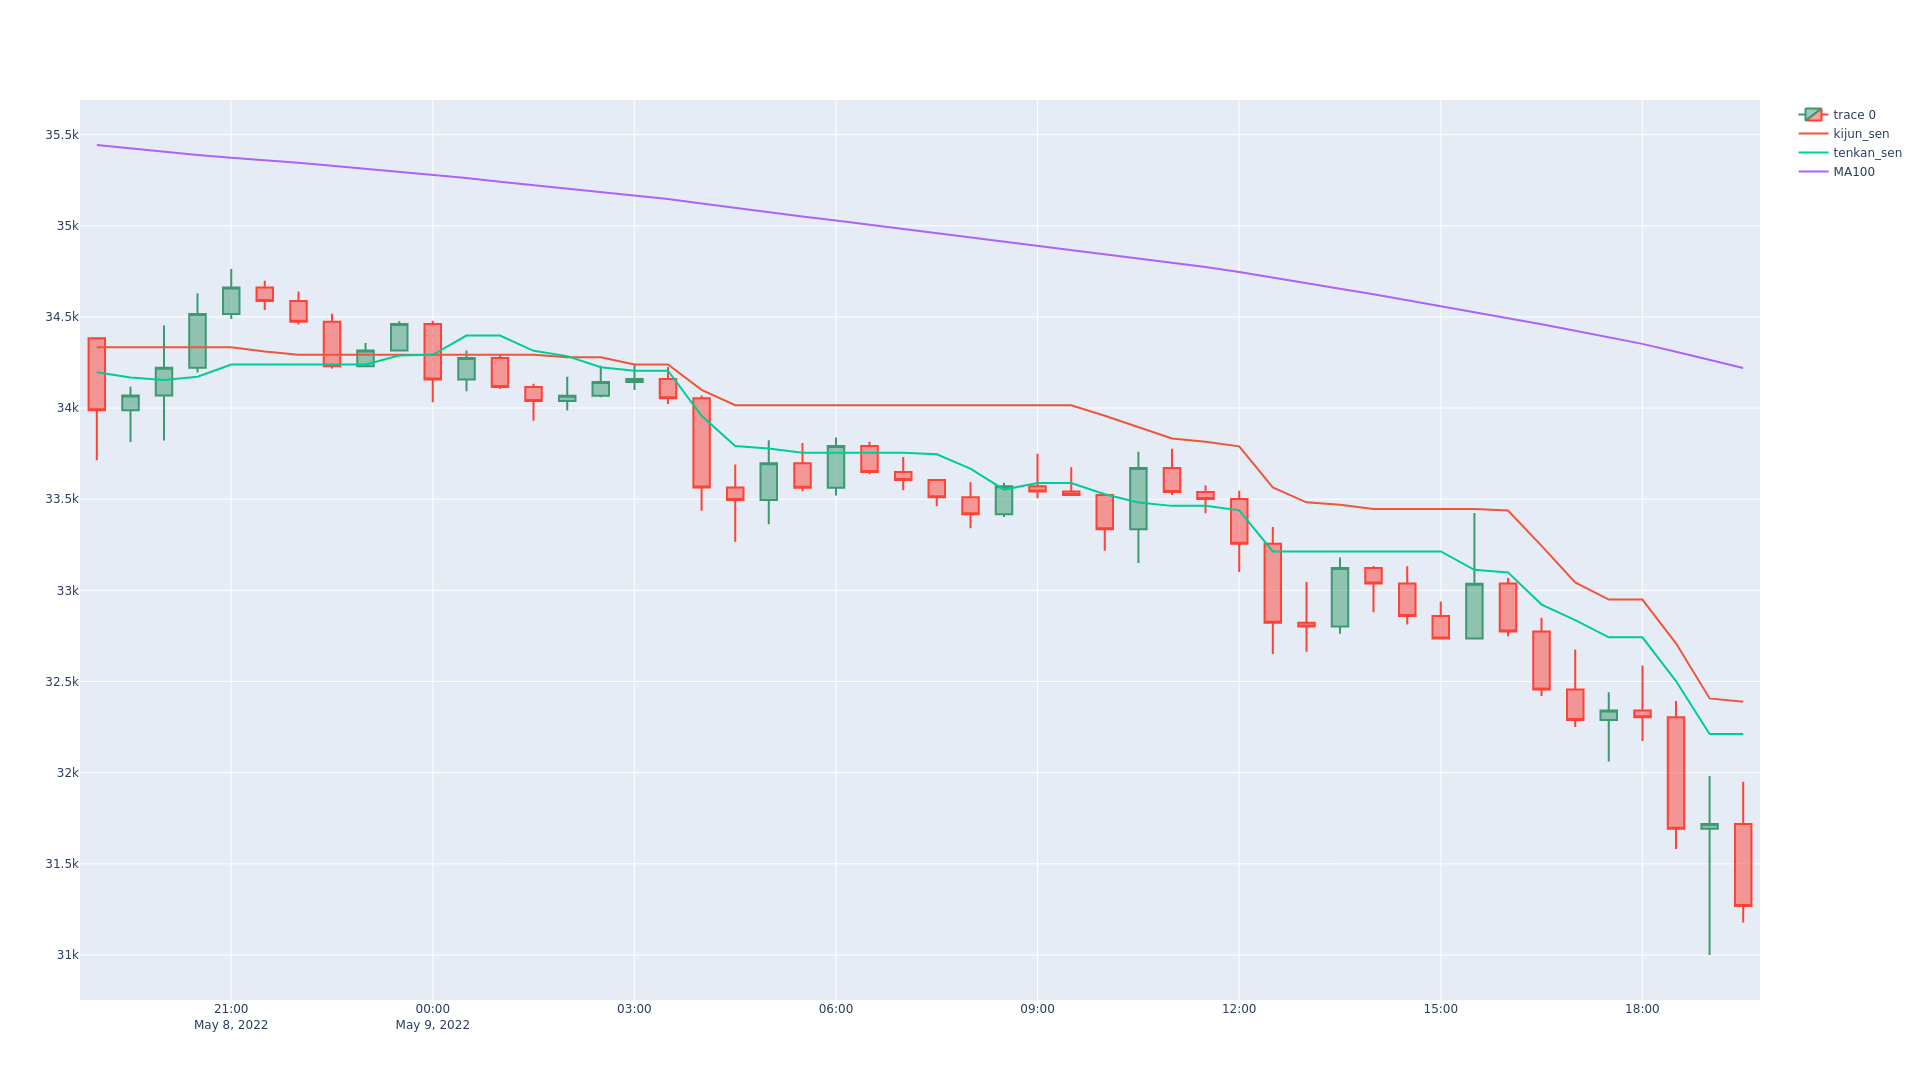 35.5k
35k
34.5k
34k
33.5k
33k
32.5k
32k
31.5k
31k
21:00
May 8, 2022
00:00
May 9, 2022
03:00
06:00
09:00
12:00
15:00
18:00
trace 0
kijun_sen
tenkan_sen
MA100